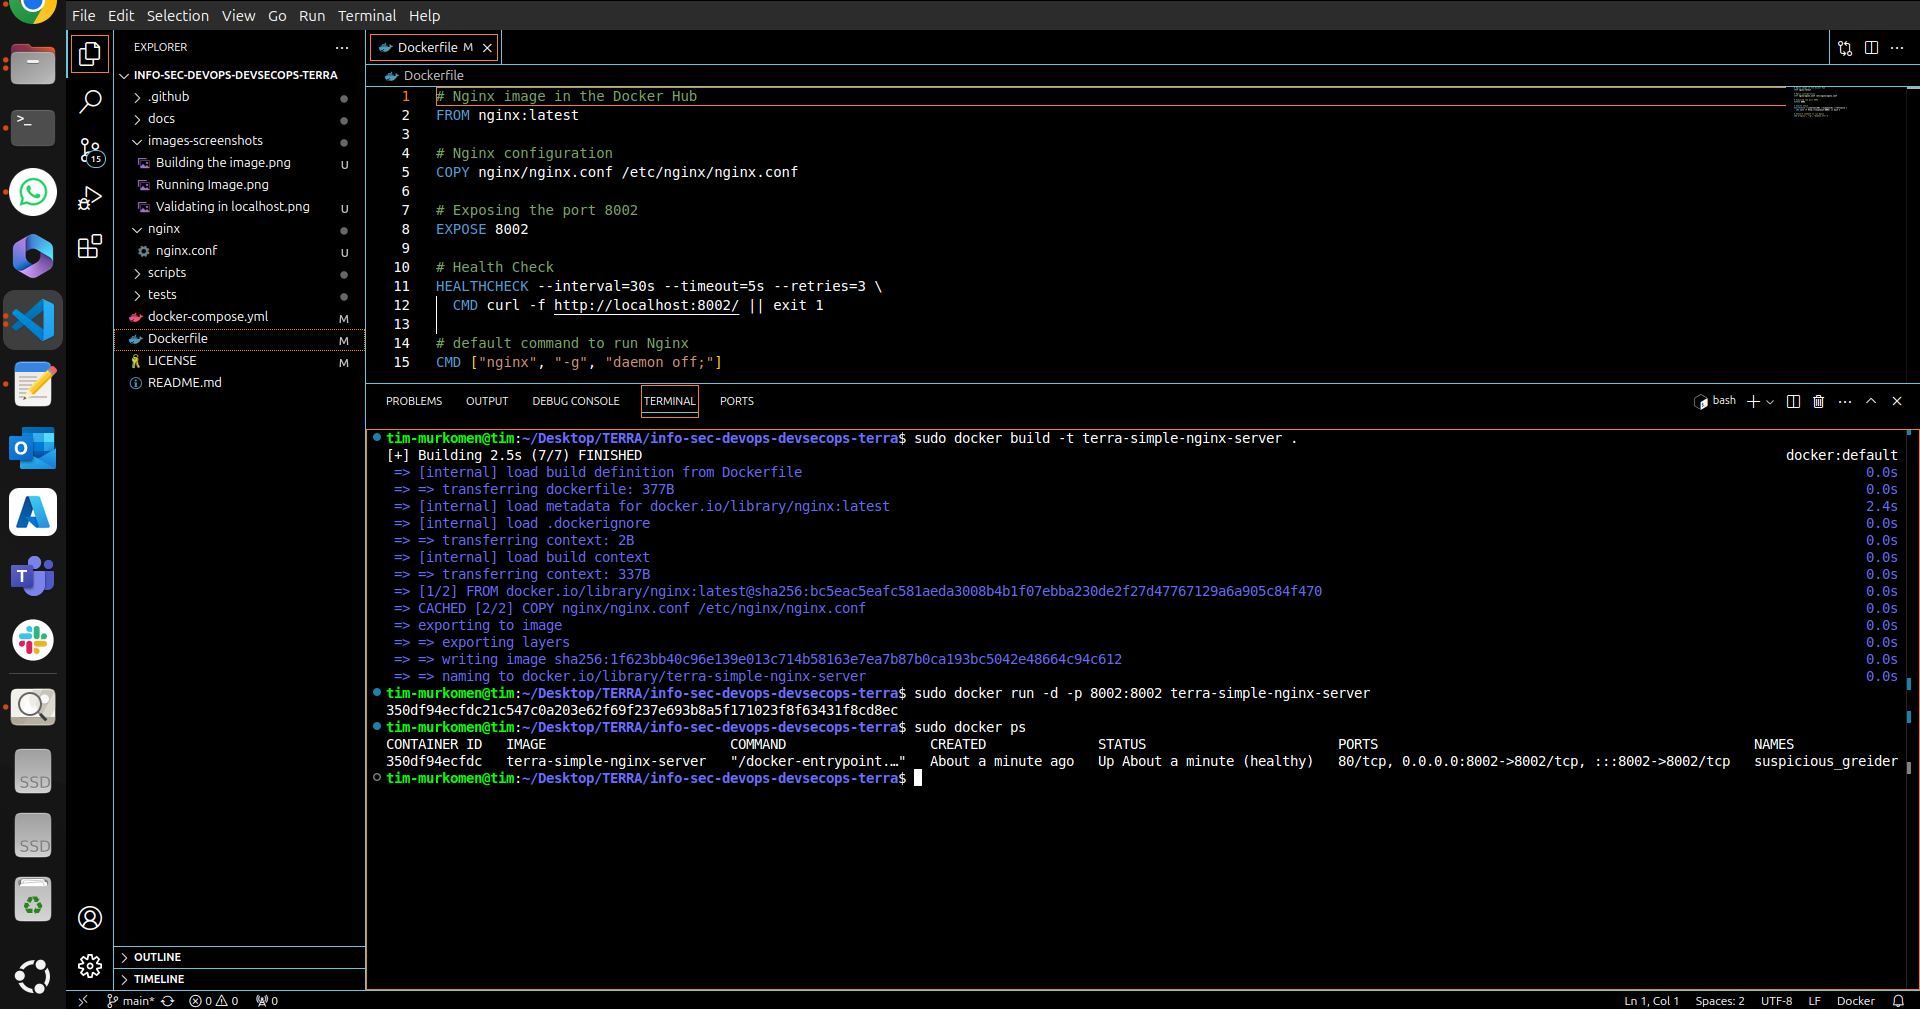 File Edit Selection View Go Run Terminal Help
EXPLORER
INFO-SEC-DEVOPS-DEVSECOPS-TERRA
.github
docs
images-screenshots
Building the image.png U
Running Image.png
Validating in localhost.png U
nginx
nginx.conf U
scripts
tests
docker-compose.yml M
Dockerfile M
LICENSE M
README.md
OUTLINE
TIMELINE
15
>_
SSD
SSD
Dockerfile M
Dockerfile
1 # Nginx image in the Docker Hub
2 FROM nginx:latest
3
4 # Nginx configuration
5 COPY nginx/nginx.conf /etc/nginx/nginx.conf
6
7 # Exposing the port 8002
8 EXPOSE 8002
9
10 # Health Check
11 HEALTHCHECK --interval=30s --timeout=5s --retries=3 \
12 CMD curl -f http://localhost:8002/ || exit 1
13
14 # default command to run Nginx
15 CMD ["nginx", "-g", "daemon off;"]
PROBLEMS OUTPUT DEBUG CONSOLE TERMINAL PORTS
bash
tim-murkomen@tim:~/Desktop/TERRA/info-sec-devops-devsecops-terra$ sudo docker build -t terra-simple-nginx-server .
[+] Building 2.5s (7/7) FINISHED docker:default
=> [internal] load build definition from Dockerfile 0.0s
=> => transferring dockerfile: 377B 0.0s
=> [internal] load metadata for docker.io/library/nginx:latest 2.4s
=> [internal] load .dockerignore 0.0s
=> => transferring context: 2B 0.0s
=> [internal] load build context 0.0s
=> => transferring context: 337B 0.0s
=> [1/2] FROM docker.io/library/nginx:latest@sha256:bc5eac5eafc581aeda3008b4b1f07ebba230de2f27d47767129a6a905c84f470 0.0s
=> CACHED [2/2] COPY nginx/nginx.conf /etc/nginx/nginx.conf 0.0s
=> exporting to image 0.0s
=> => exporting layers 0.0s
=> => writing image sha256:1f623bb40c96e139e013c714b58163e7ea7b87b0ca193bc5042e48664c94c612 0.0s
=> => naming to docker.io/library/terra-simple-nginx-server 0.0s
tim-murkomen@tim:~/Desktop/TERRA/info-sec-devops-devsecops-terra$ sudo docker run -d -p 8002:8002 terra-simple-nginx-server
350df94ecfdc21c547c0a203e62f69f237e693b8a5f171023f8f63431f8cd8ec
tim-murkomen@tim:~/Desktop/TERRA/info-sec-devops-devsecops-terra$ sudo docker ps
CONTAINER ID IMAGE COMMAND CREATED STATUS PORTS NAMES
350df94ecfdc terra-simple-nginx-server "/docker-entrypoint.…" About a minute ago Up About a minute (healthy) 80/tcp, 0.0.0.0:8002->8002/tcp, :::8002->8002/tcp suspicious_greider
tim-murkomen@tim:~/Desktop/TERRA/info-sec-devops-devsecops-terra$
main* 0 0 0 Ln 1, Col 1 Spaces: 2 UTF-8 LF Docker